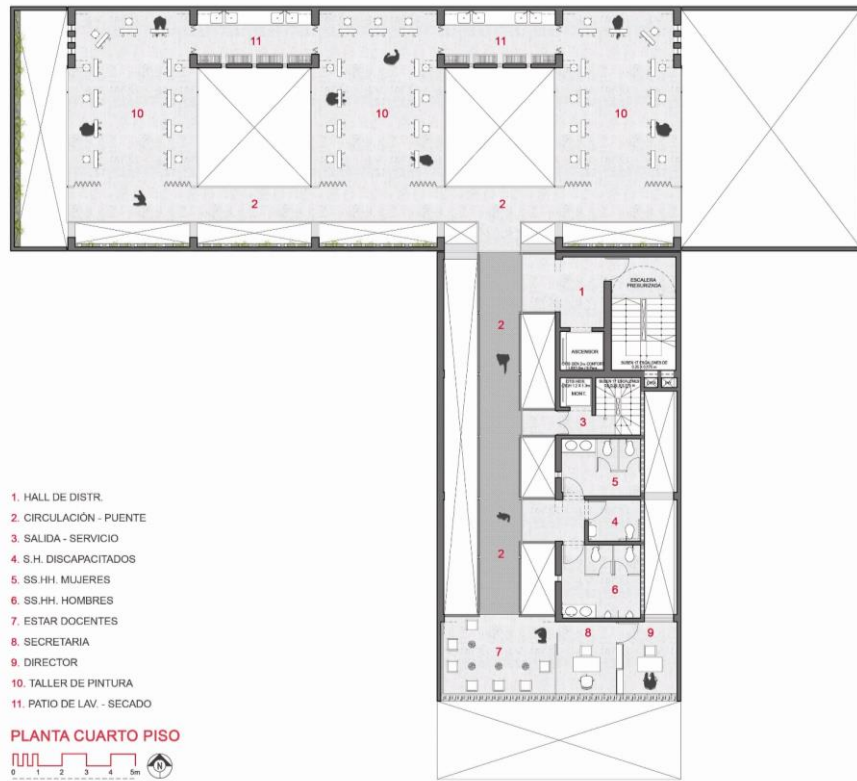 11
11
10
10
10
2
2
1
ESCALERA
PRESURIZADA
2
ASCENSOR
MONT.
3
5
4
2
6
7
8
9
1. HALL DE DISTR.
2. CIRCULACIÓN - PUENTE
3. SALIDA - SERVICIO
4. S.H. DISCAPACITADOS
5. SS.HH. MUJERES
6. SS.HH. HOMBRES
7. ESTAR DOCENTES
8. SECRETARIA
9. DIRECTOR
10. TALLER DE PINTURA
11. PATIO DE LAV. - SECADO
PLANTA CUARTO PISO
0 1 2 3 4 5m
N